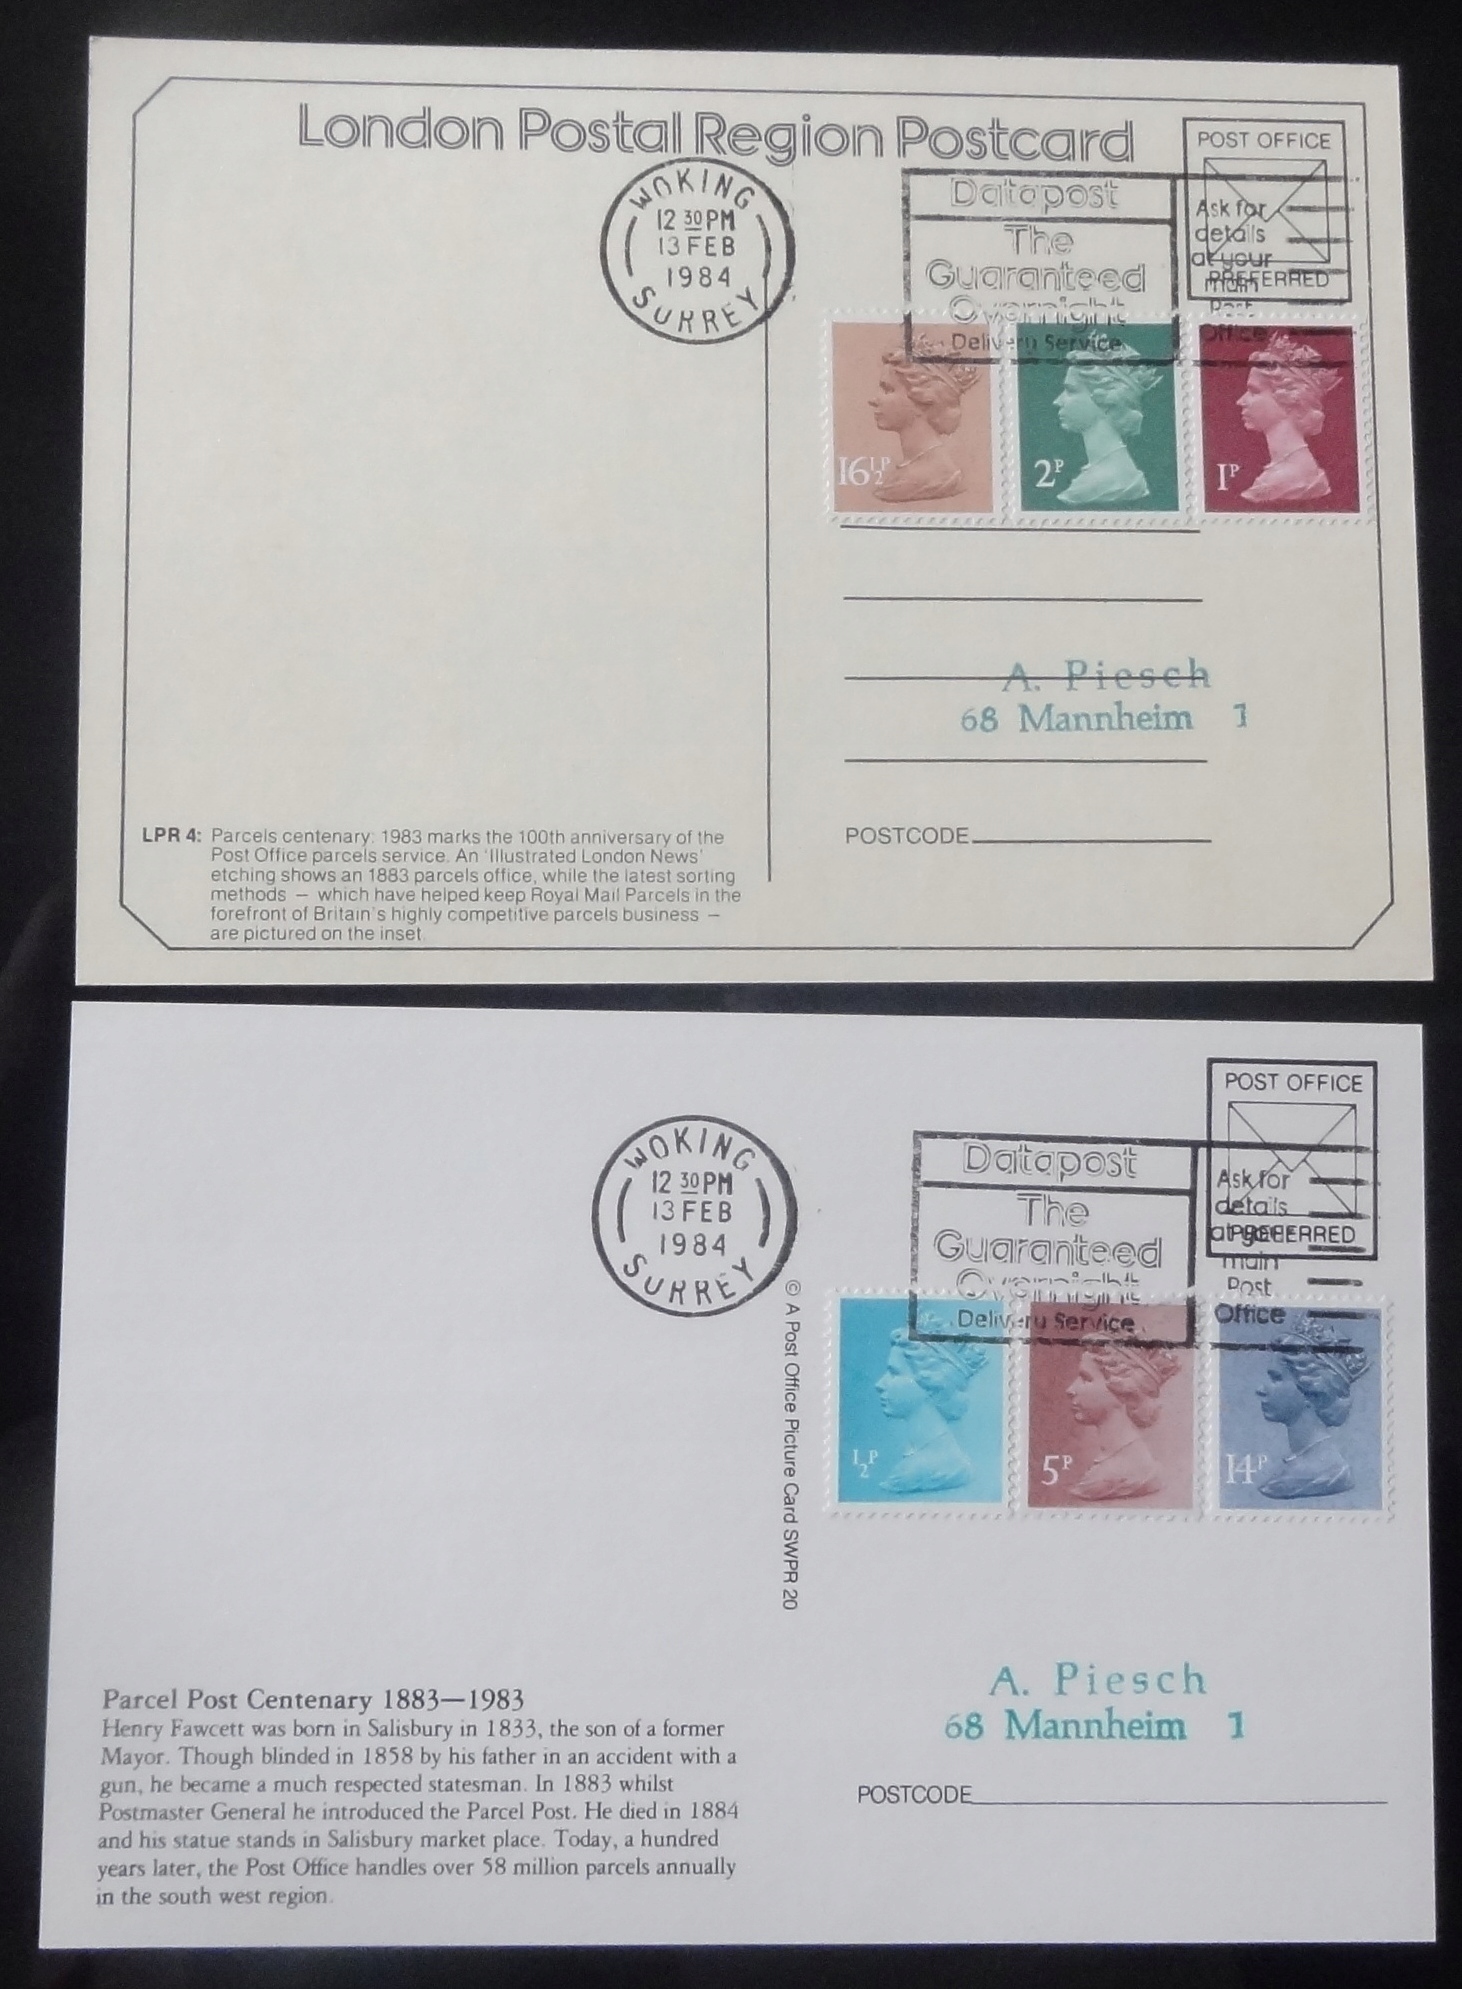 London Postal Region Postcard
POST OFFICE
PREFERRED
WOKING
12 30 PM
13 FEB
1984
SURREY
Datapost
The
Guaranteed
Overnight
Delivery Service
Ask for
details
at your
main
Post
Office
16½P
2P
1P
A. Piesch
68 Mannheim 1
POSTCODE
LPR 4: Parcels centenary: 1983 marks the 100th anniversary of the
Post Office parcels service. An 'Illustrated London News'
etching shows an 1883 parcels office, while the latest sorting
methods — which have helped keep Royal Mail Parcels in the
forefront of Britain's highly competitive parcels business —
are pictured on the inset.
POST OFFICE
PREFERRED
WOKING
12 30 PM
13 FEB
1984
SURREY
Datapost
The
Guaranteed
Overnight
Delivery Service
Ask for
details
at your
main
Post
Office
½P
5P
14P
© A Post Office Picture Card SWPR 20
A. Piesch
68 Mannheim 1
POSTCODE
Parcel Post Centenary 1883—1983
Henry Fawcett was born in Salisbury in 1833, the son of a former
Mayor. Though blinded in 1858 by his father in an accident with a
gun, he became a much respected statesman. In 1883 whilst
Postmaster General he introduced the Parcel Post. He died in 1884
and his statue stands in Salisbury market place. Today, a hundred
years later, the Post Office handles over 58 million parcels annually
in the south west region.